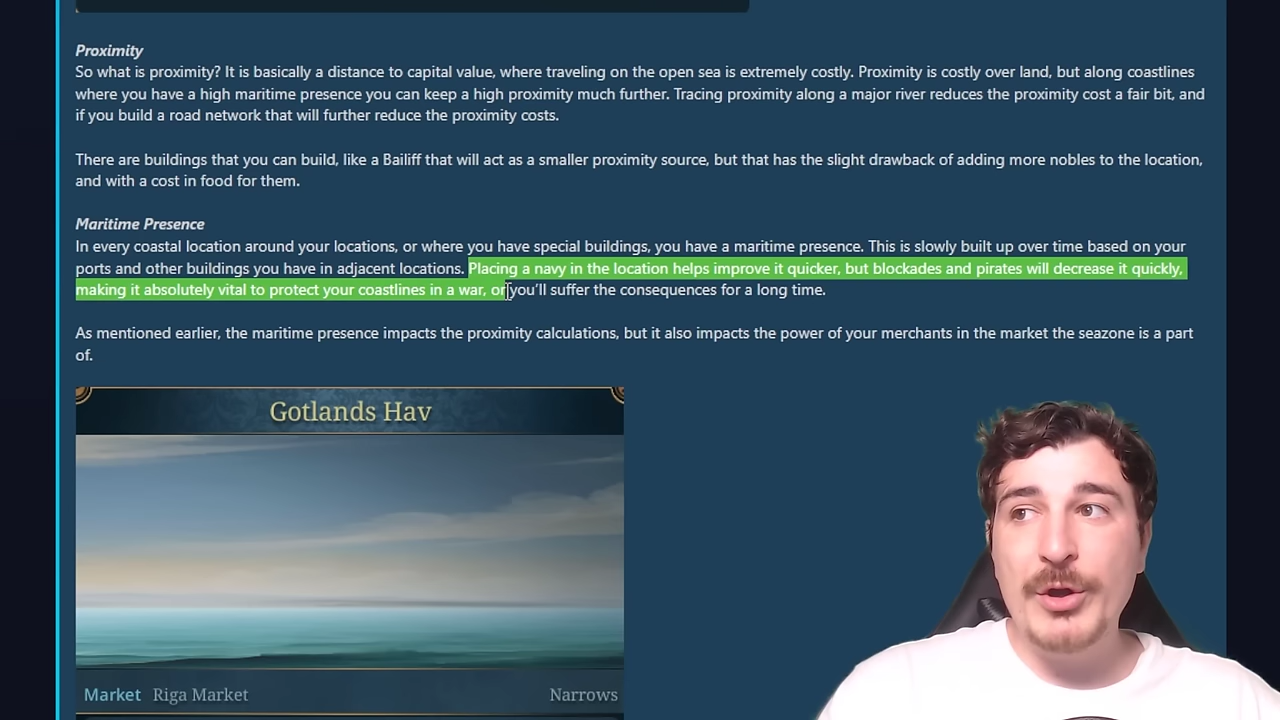 Proximity
So what is proximity? It is basically a distance to capital value, where traveling on the open sea is extremely costly. Proximity is costly over land, but along coastlines
where you have a high maritime presence you can keep a high proximity much further. Tracing proximity along a major river reduces the proximity cost a fair bit, and
if you build a road network that will further reduce the proximity costs.
There are buildings that you can build, like a Bailiff that will act as a smaller proximity source, but that has the slight drawback of adding more nobles to the location,
and with a cost in food for them.
Maritime Presence
In every coastal location around your locations, or where you have special buildings, you have a maritime presence. This is slowly built up over time based on your
ports and other buildings you have in adjacent locations. Placing a navy in the location helps improve it quicker, but blockades and pirates will decrease it quickly,
making it absolutely vital to protect your coastlines in a war, or you’ll suffer the consequences for a long time.
As mentioned earlier, the maritime presence impacts the proximity calculations, but it also impacts the power of your merchants in the market the seazone is a part
of.
Gotlands Hav
Market Riga Market Narrows